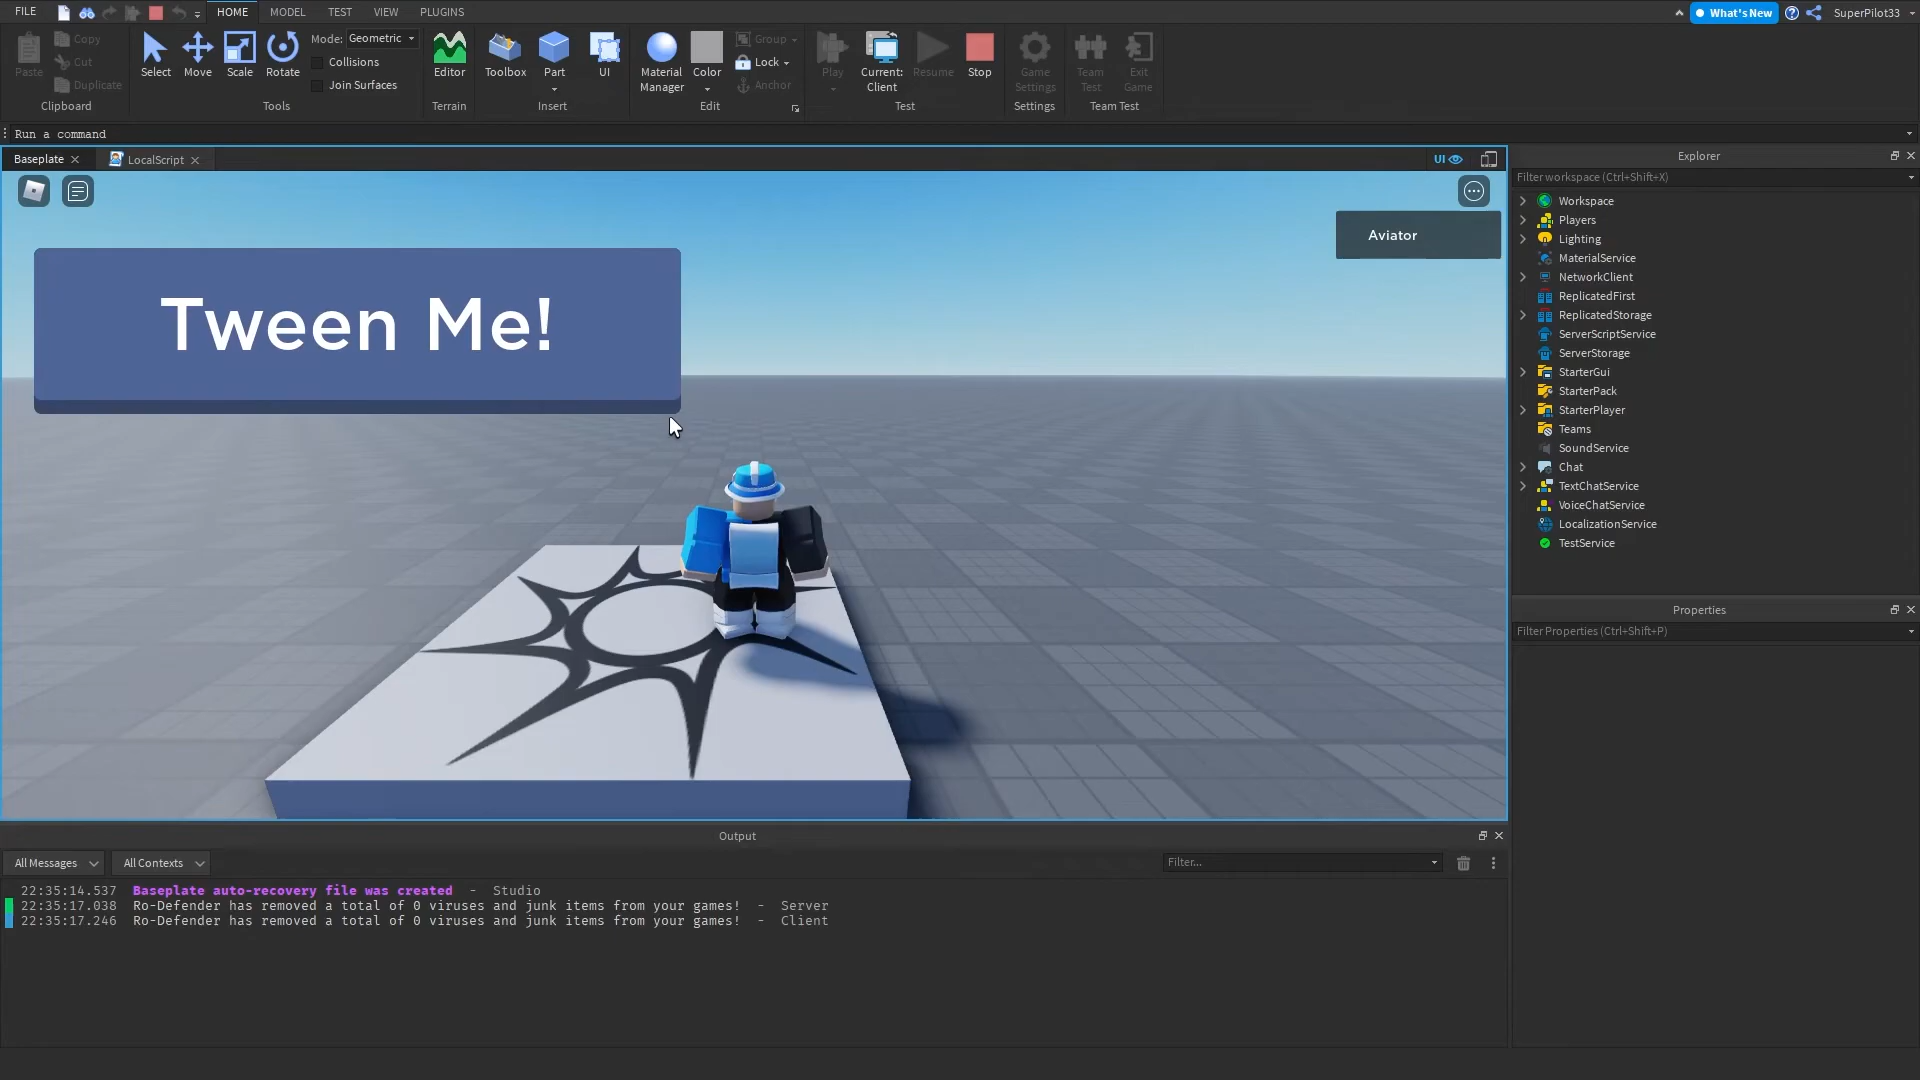 FILE HOME MODEL TEST VIEW PLUGINS What's New SuperPilot33
Paste Copy Cut Duplicate
Clipboard
Select Move Scale Rotate Mode: Geometric Collisions Join Surfaces
Tools
Editor
Terrain
Toolbox Part UI
Insert
Material Manager Color Group Lock Anchor
Edit
Play Current: Client Resume Stop
Test
Game Settings
Settings
Team Test Exit Game
Team Test
Run a command
Baseplate LocalScript UI
Aviator
Tween Me!
Explorer
Filter workspace (Ctrl+Shift+X)
Workspace
Players
Lighting
MaterialService
NetworkClient
ReplicatedFirst
ReplicatedStorage
ServerScriptService
ServerStorage
StarterGui
StarterPack
StarterPlayer
Teams
SoundService
Chat
TextChatService
VoiceChatService
LocalizationService
TestService
Properties
Filter Properties (Ctrl+Shift+P)
Output
All Messages All Contexts Filter...
22:35:14.537 Baseplate auto-recovery file was created - Studio
22:35:17.038 Ro-Defender has removed a total of 0 viruses and junk items from your games! - Server
22:35:17.246 Ro-Defender has removed a total of 0 viruses and junk items from your games! - Client